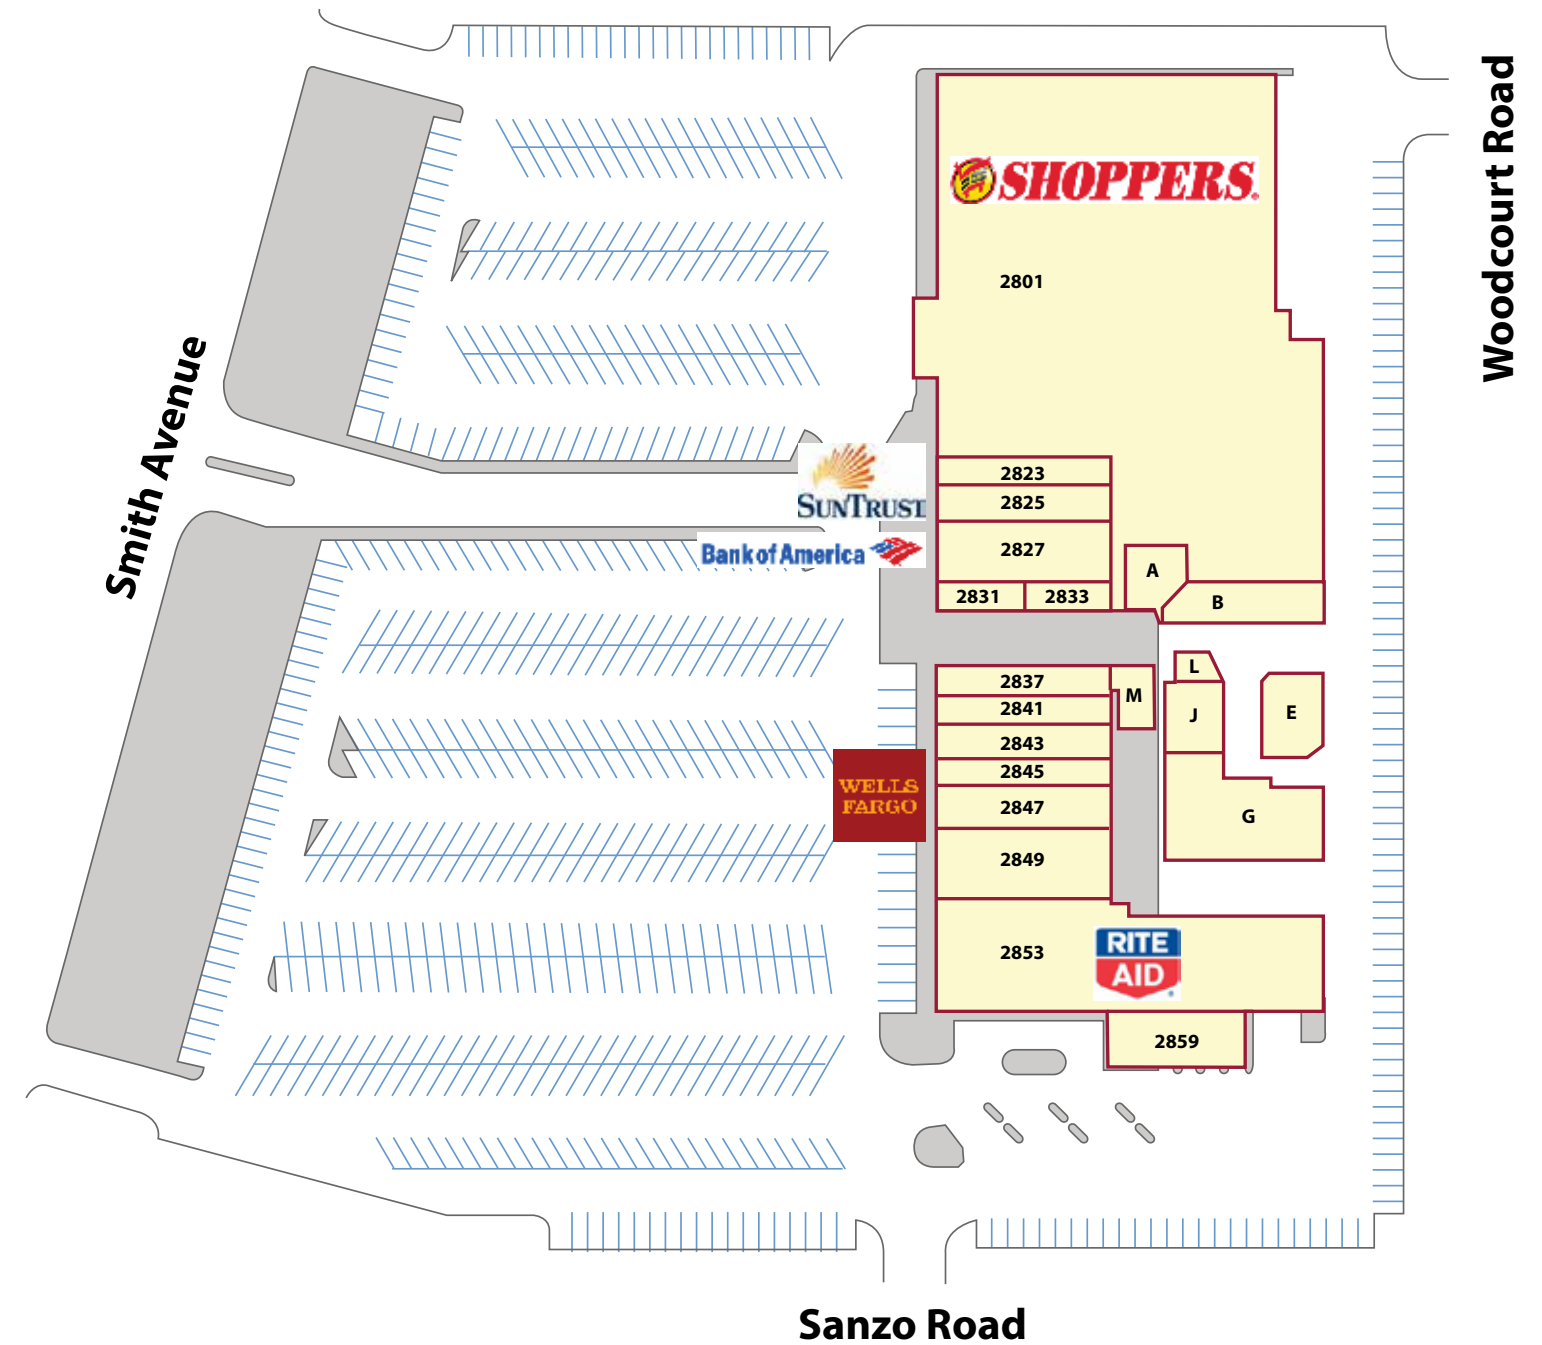 Woodcourt Road
SHOPPERS
2801
Smith Avenue
SUNTRUST
Bank of America
2823
2825
2827
2831
2833
A
B
2837
2841
2843
2845
2847
2849
M
L
J
E
G
WELLS
FARGO
2853
RITE
AID
2859
Sanzo Road